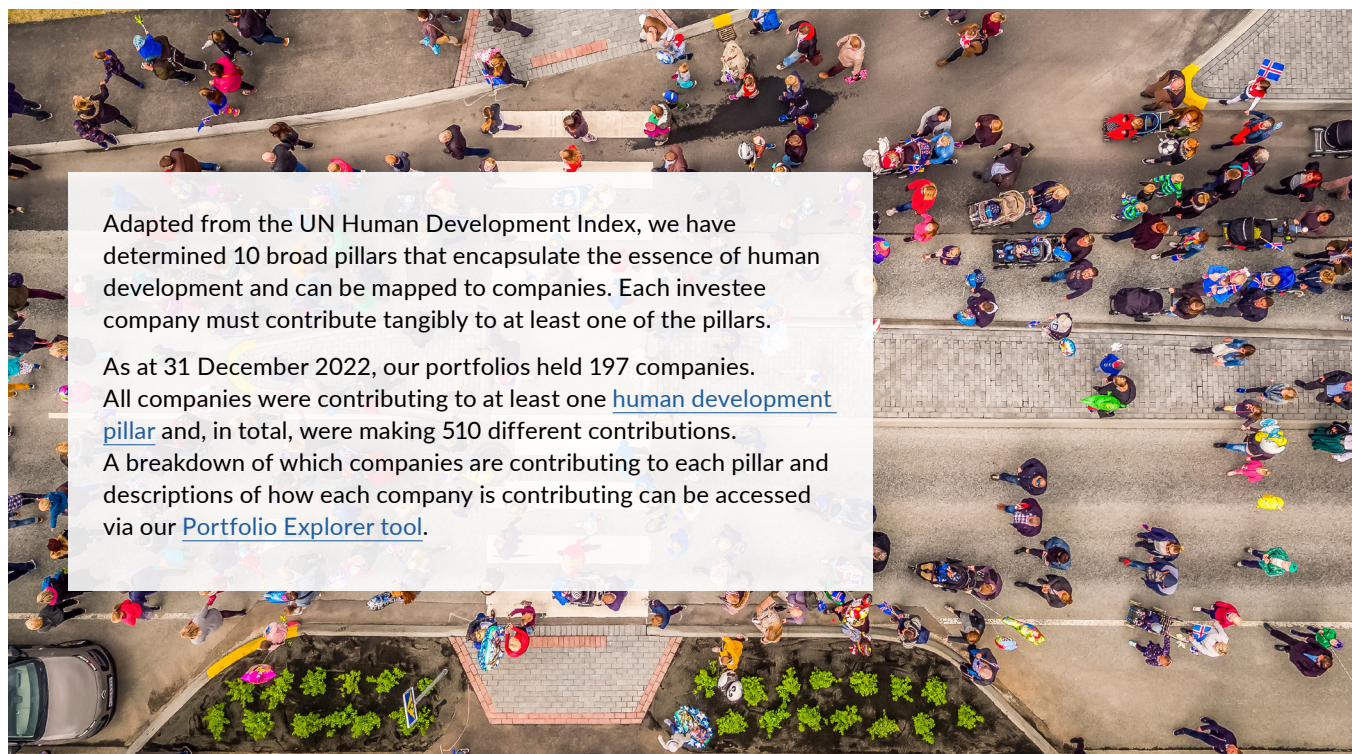 Adapted from the UN Human Development Index, we have
determined 10 broad pillars that encapsulate the essence of human
development and can be mapped to companies. Each investee
company must contribute tangibly to at least one of the pillars.
As at 31 December 2022, our portfolios held 197 companies.
All companies were contributing to at least one human development
pillar and, in total, were making 510 different contributions.
A breakdown of which companies are contributing to each pillar and
descriptions of how each company is contributing can be accessed
via our Portfolio Explorer tool.